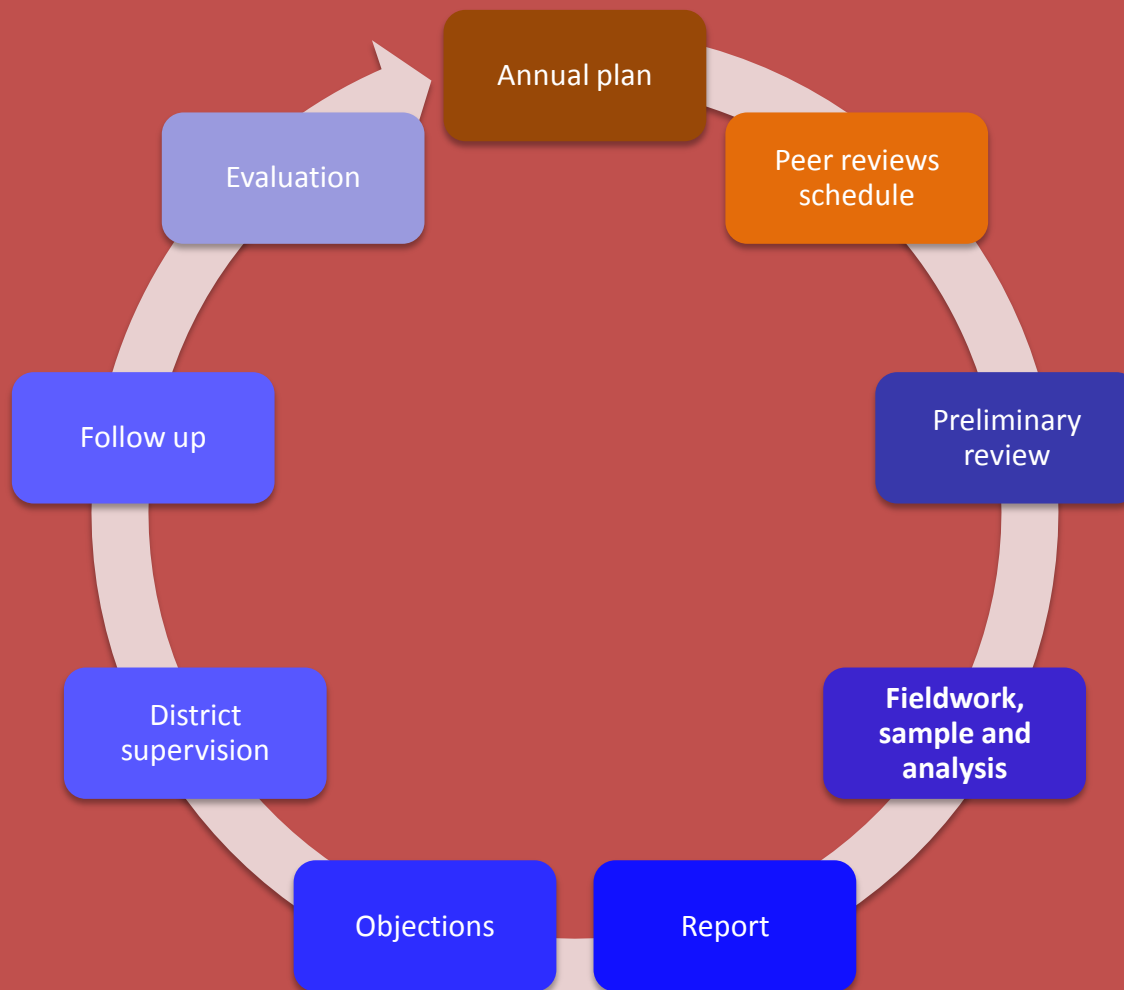 Annual plan
Peer reviews
schedule
Preliminary
review
Fieldwork,
sample and
analysis
Report
Objections
District
supervision
Follow up
Evaluation